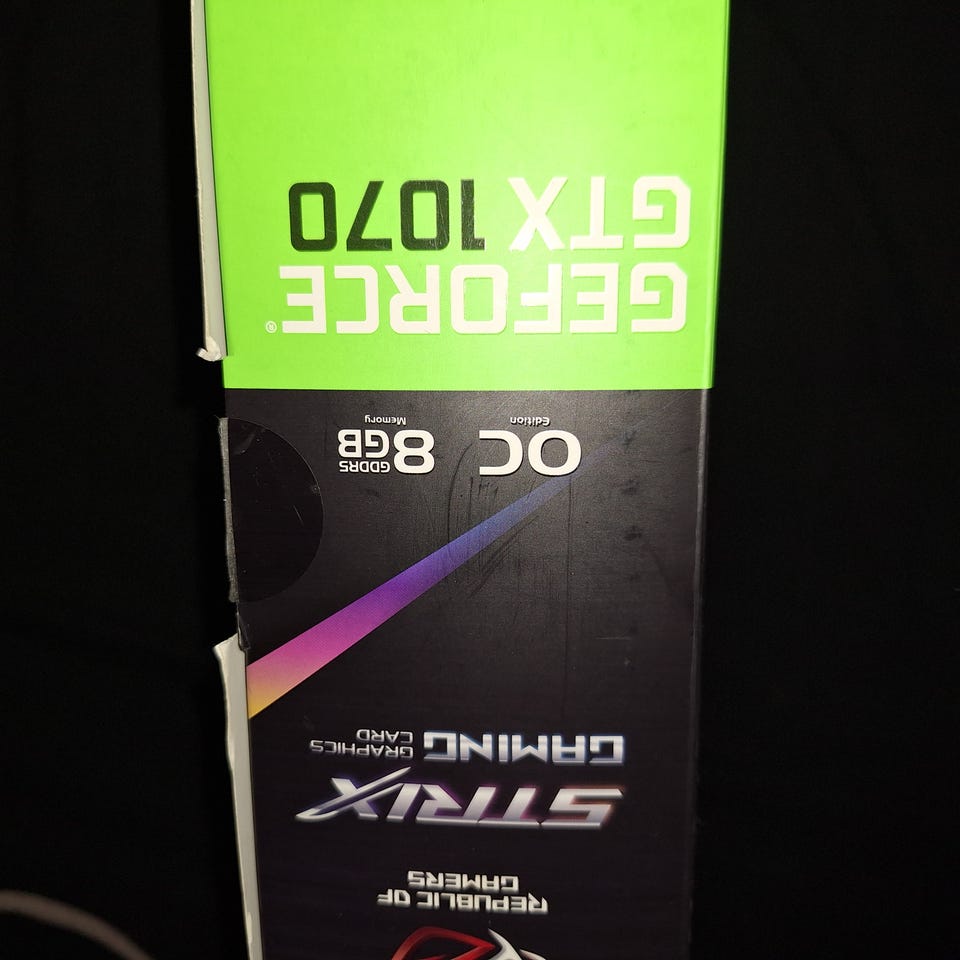 REPUBLIC OF
GAMERS
STRIX
GAMING GRAPHICS CARD
OC Edition
8GB GDDR5 Memory
GEFORCE®
GTX 1070